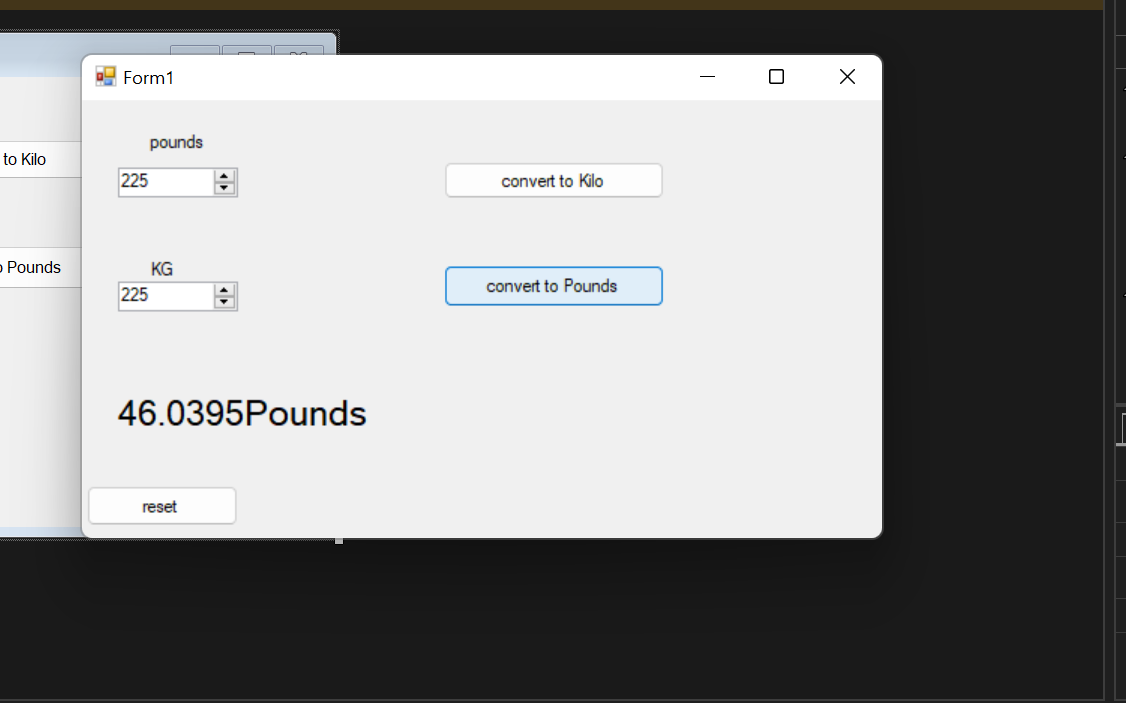 Form1
pounds
to Kilo
225
convert to Kilo
KG
Pounds
225
convert to Pounds
46.0395Pounds
reset